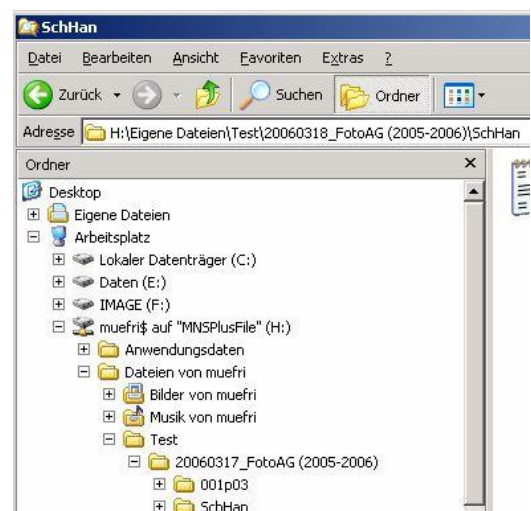 SchHan
Datei Bearbeiten Ansicht Favoriten Extras ?
Zurück Suchen Ordner
Adresse H:\Eigene Dateien\Test\20060318_FotoAG (2005-2006)\SchHan
Ordner
Desktop
Eigene Dateien
Arbeitsplatz
Lokaler Datenträger (C:)
Daten (E:)
IMAGE (F:)
muefri$ auf "MNSPlusFile" (H:)
Anwendungsdaten
Dateien von muefri
Bilder von muefri
Musik von muefri
Test
20060317_FotoAG (2005-2006)
001p03
SchHan